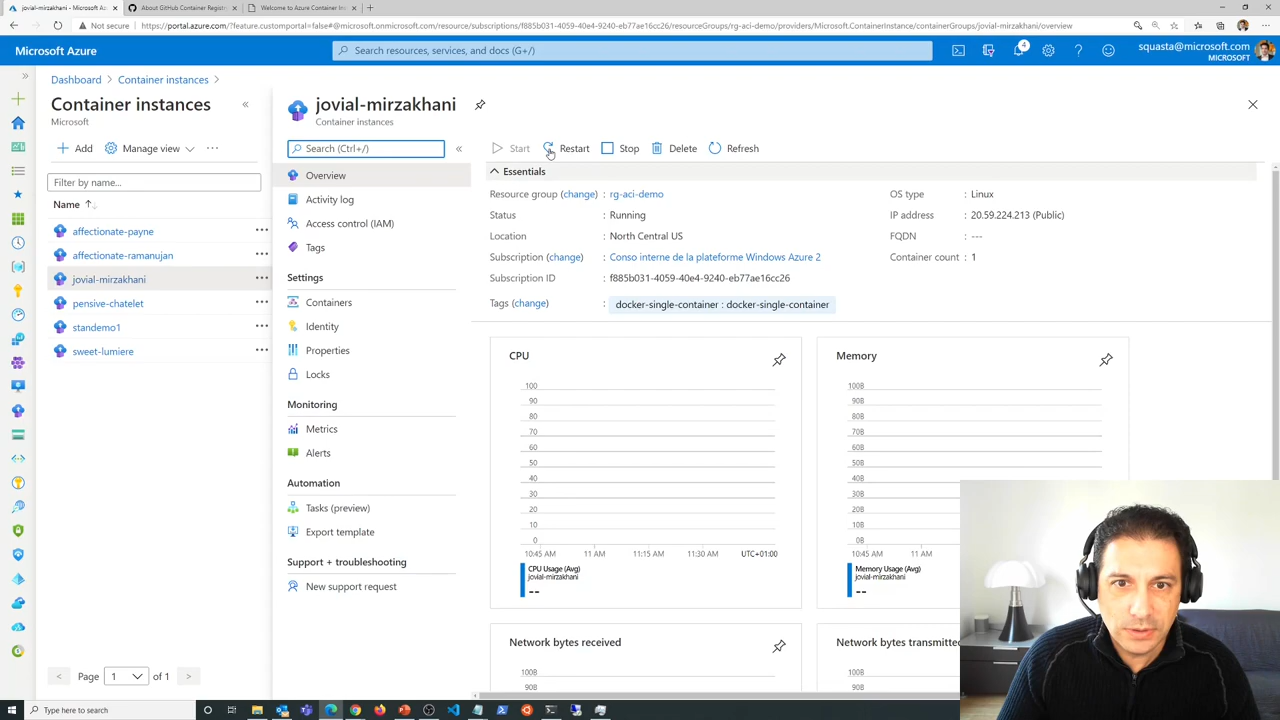 jovial-mirzakhani - Microsoft Az
About GitHub Container Registry
Welcome to Azure Container Ins
Not secure
https://portal.azure.com/?feature.customportal=false#@microsoft.onmicrosoft.com/resource/subscriptions/f885b031-4059-40e4-9240-eb77ae16cc26/resourceGroups/rg-aci-demo/providers/Microsoft.ContainerInstance/containerGroups/jovial-mirzakhani/overview
Microsoft Azure
Search resources, services, and docs (G+/)
4
squasta@microsoft.com
MICROSOFT
Dashboard > Container instances >
Container instances
Microsoft
Add
Manage view
Filter by name...
Name
affectionate-payne
affectionate-ramanujan
jovial-mirzakhani
pensive-chatelet
standemo1
sweet-lumiere
< Page 1 of 1 >
jovial-mirzakhani
Container instances
Search (Ctrl+/)
Overview
Activity log
Access control (IAM)
Tags
Settings
Containers
Identity
Properties
Locks
Monitoring
Metrics
Alerts
Automation
Tasks (preview)
Export template
Support + troubleshooting
New support request
Start
Restart
Stop
Delete
Refresh
Essentials
Resource group (change) : rg-aci-demo
Status : Running
Location : North Central US
Subscription (change) : Conso interne de la plateforme Windows Azure 2
Subscription ID : f885b031-4059-40e4-9240-eb77ae16cc26
Tags (change) : docker-single-container : docker-single-container
OS type : Linux
IP address : 20.59.224.213 (Public)
FQDN : ---
Container count : 1
CPU
100
90
80
70
60
50
40
30
20
10
0
10:45 AM 11 AM 11:15 AM 11:30 AM UTC+01:00
CPU Usage (Avg)
jovial-mirzakhani
--
Memory
100B
90B
80B
70B
60B
50B
40B
30B
20B
10B
0B
10:45 AM 11 AM
Memory Usage (Avg)
jovial-mirzakhani
--
Network bytes received
100B
90B
Network bytes transmitted
100B
90B
Type here to search